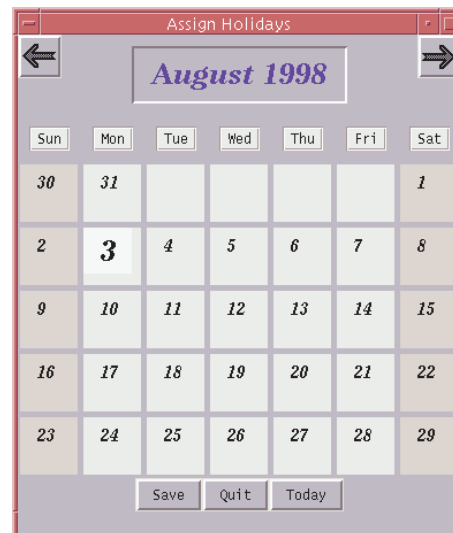 Assign Holidays
August 1998
Sun Mon Tue Wed Thu Fri Sat
30 31 1
2 3 4 5 6 7 8
9 10 11 12 13 14 15
16 17 18 19 20 21 22
23 24 25 26 27 28 29
Save Quit Today